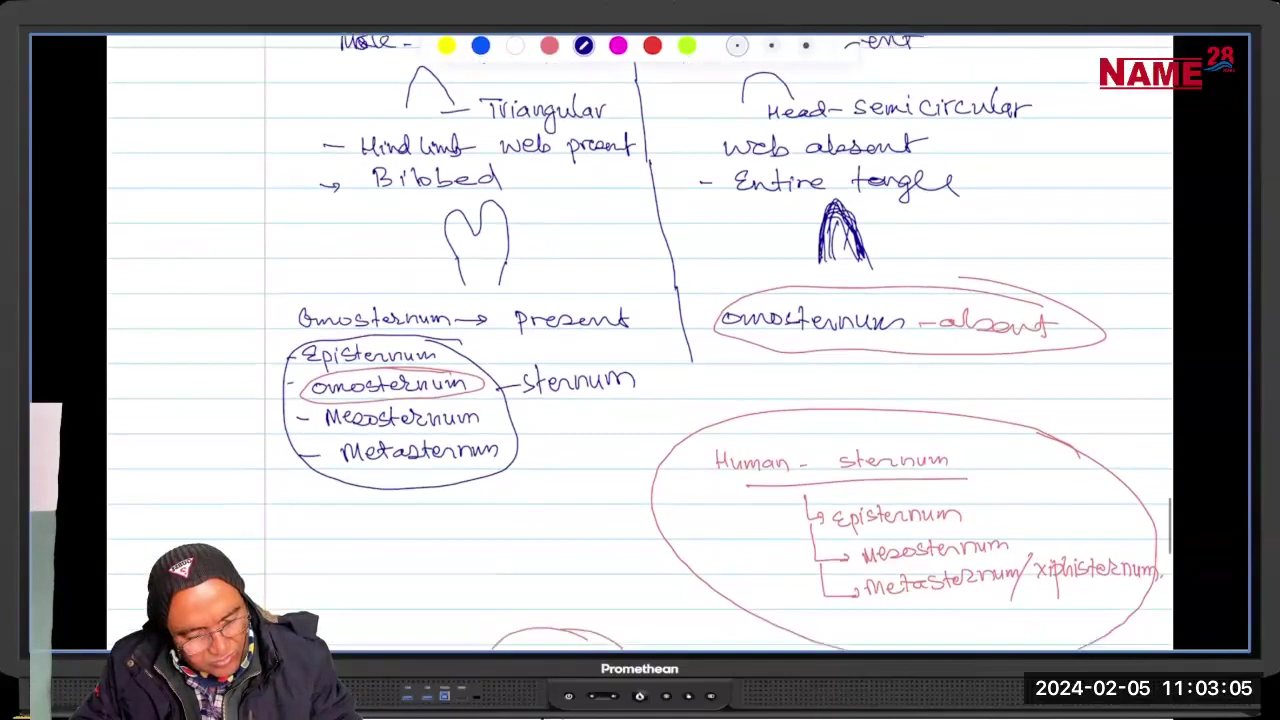 NAME 28
Male -
Triangular
Head - semicircular
- Hind limb web present
web absent
→ Bilobed
- Entire tongue
Omosternum → present
omosternum - absent
- Episternum
- omosternum
- sternum
- Mesosternum
- Metasternum
Human - sternum
→ Episternum
→ Mesosternum
→ Metasternum / xiphisternum.
Promethean
2024-02-05 11:03:05